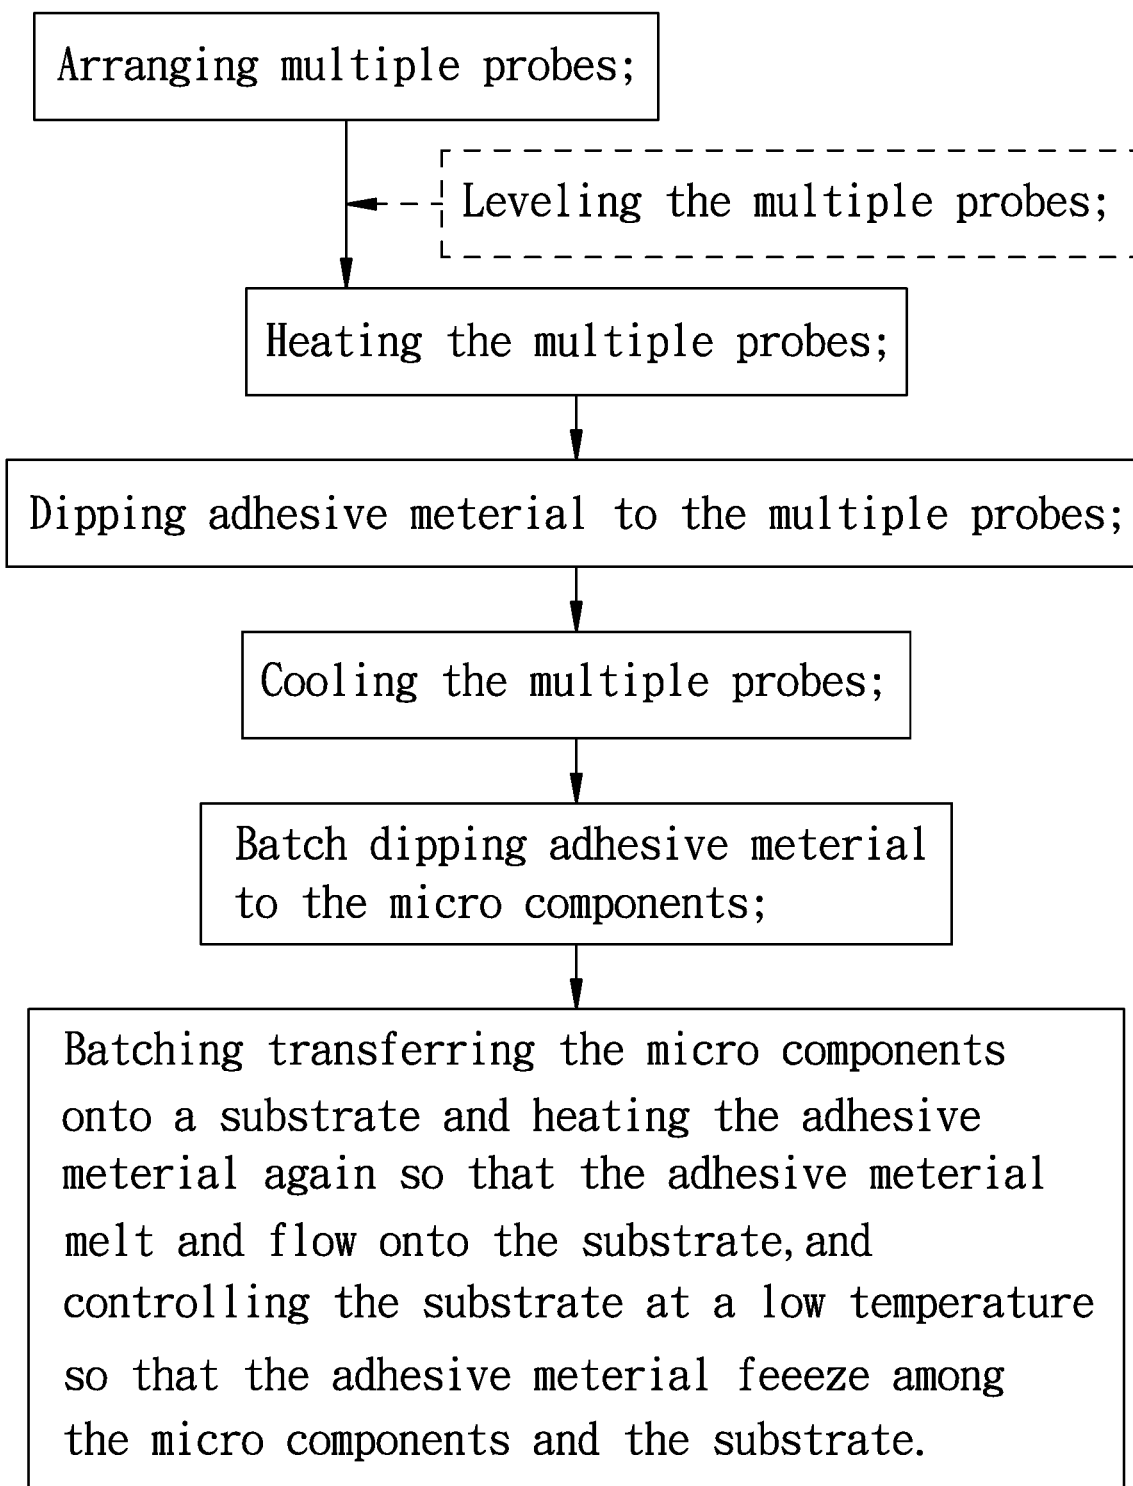 Arranging multiple probes;
Leveling the multiple probes;
Heating the multiple probes;
Dipping adhesive meterial to the multiple probes;
Cooling the multiple probes;
Batch dipping adhesive meterial
to the micro components;
Batching transferring the micro components
onto a substrate and heating the adhesive
meterial again so that the adhesive meterial
melt and flow onto the substrate, and
controlling the substrate at a low temperature
so that the adhesive meterial feeeze among
the micro components and the substrate.